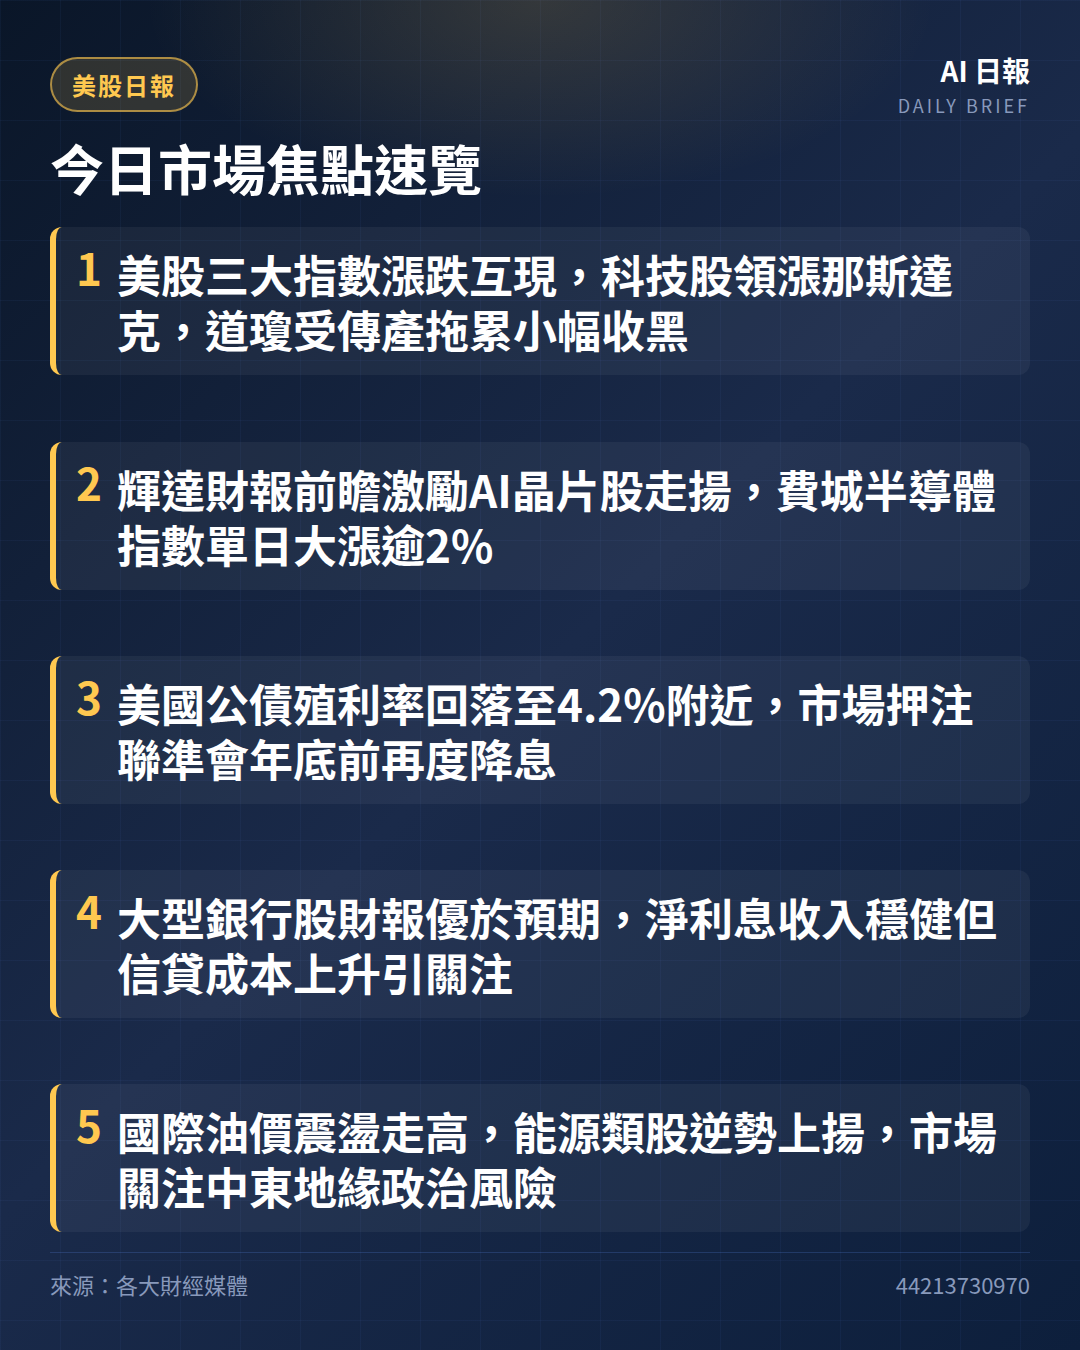 美股日報
AI 日報
DAILY BRIEF
今日市場焦點速覽
1
美股三大指數漲跌互現，科技股領漲那斯達
克，道瓊受傳產拖累小幅收黑
2
輝達財報前瞻激勵AI晶片股走揚，費城半導體
指數單日大漲逾2%
3
美國公債殖利率回落至4.2%附近，市場押注
聯準會年底前再度降息
4
大型銀行股財報優於預期，淨利息收入穩健但
信貸成本上升引關注
5
國際油價震盪走高，能源類股逆勢上揚，市場
關注中東地緣政治風險
來源：各大財經媒體
44213730970